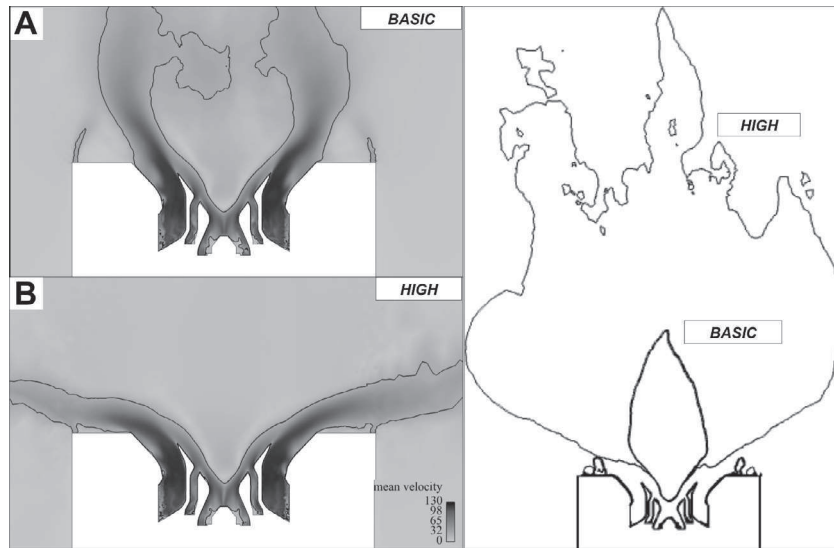 A
BASIC
B
HIGH
mean velocity
130
98
65
32
0
HIGH
BASIC